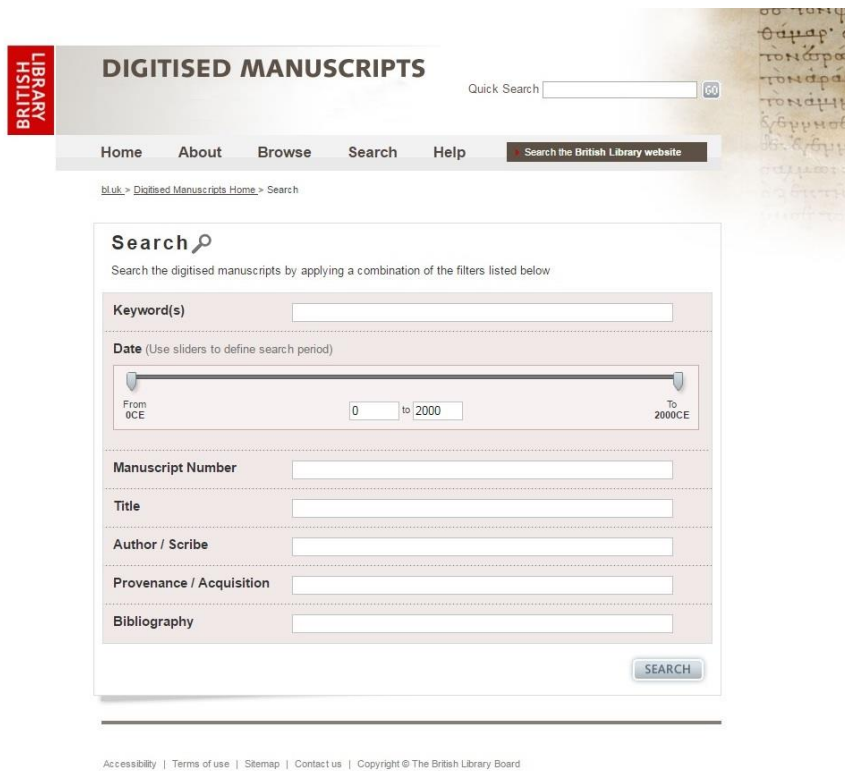 BRITISH
LIBRARY
DIGITISED MANUSCRIPTS
Quick Search
GO
Home About Browse Search Help Search the British Library website
bl.uk > Digitised Manuscripts Home > Search
Search
Search the digitised manuscripts by applying a combination of the filters listed below
Keyword(s)
Date (Use sliders to define search period)
From To
0CE 0 to 2000 2000CE
Manuscript Number
Title
Author / Scribe
Provenance / Acquisition
Bibliography
SEARCH
Accessibility | Terms of use | Sitemap | Contact us | Copyright © The British Library Board